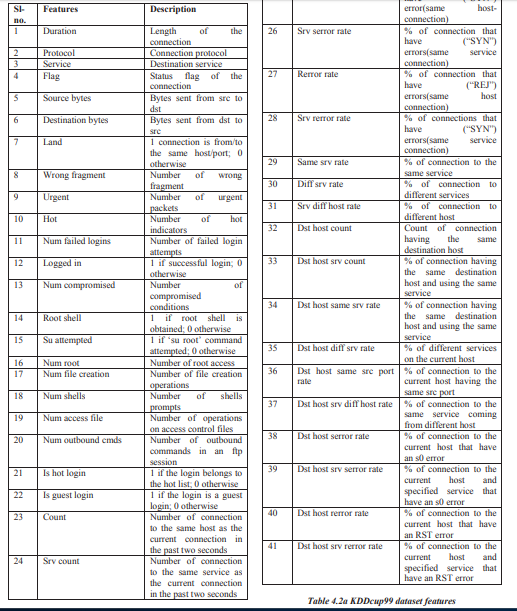 Sl- Features Description
no.
1 Duration Length of the
connection
2 Protocol Connection protocol
3 Service Destination service
4 Flag Status flag of the
connection
5 Source bytes Bytes sent from src to
dst
6 Destination bytes Bytes sent from dst to
src
7 Land 1 connection is from/to
the same host/port; 0
otherwise
8 Wrong fragment Number of wrong
fragment
9 Urgent Number of urgent
packets
10 Hot Number of hot
indicators
11 Num failed logins Number of failed login
attempts
12 Logged in 1 if successful login; 0
otherwise
13 Num compromised Number of
compromised
conditions
14 Root shell 1 if root shell is
obtained; 0 otherwise
15 Su attempted 1 if ‘su root’ command
attempted; 0 otherwise
16 Num root Number of root access
17 Num file creation Number of file creation
operations
18 Num shells Number of shells
prompts
19 Num access file Number of operations
on access control files
20 Num outbound cmds Number of outbound
commands in an ftp
session
21 Is hot login 1 if the login belongs to
the hot list; 0 otherwise
22 Is guest login 1 if the login is a guest
login; 0 otherwise
23 Count Number of connection
to the same host as the
current connection in
the past two seconds
24 Srv count Number of connection
to the same service as
the current connection
in the past two seconds
errors(same host-
connection)
26 Srv serror rate % of connection that
have (“SYN”)
errors(same service
connection)
27 Rerror rate % of connection that
have (“REJ”)
errors(same host
connection)
28 Srv rerror rate % of connections that
have (“SYN”)
errors(same service
connection)
29 Same srv rate % of connection to the
same service
30 Diff srv rate % of connection to
different services
31 Srv diff host rate % of connection to
different host
32 Dst host count Count of connection
having the same
destination host
33 Dst host srv count % of connection having
the same destination
host and using the same
service
34 Dst host same srv rate % of connection having
the same destination
host and using the same
service
35 Dst host diff srv rate % of different services
on the current host
36 Dst host same src port % of connection to the
rate current host having the
same src port
37 Dst host srv diff host rate % of connection to the
same service coming
from different host
38 Dst host serror rate % of connection to the
current host that have
an s0 error
39 Dst host srv serror rate % of connection to the
current host and
specified service that
have an s0 error
40 Dst host rerror rate % of connection to the
current host that have
an RST error
41 Dst host srv rerror rate % of connection to the
current host and
specified service that
have an RST error
Table 4.2a KDDcup99 dataset features